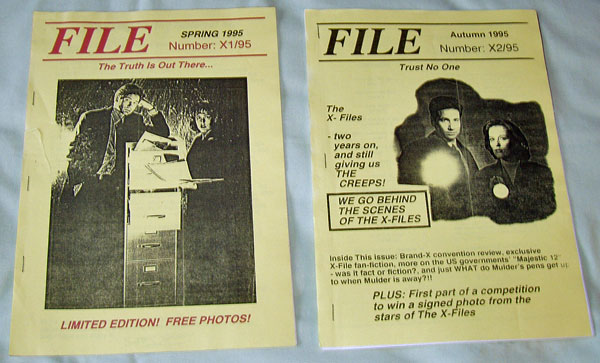 FILE
SPRING 1995
Number: X1/95
The Truth Is Out There...
LIMITED EDITION! FREE PHOTOS!
FILE
Autumn 1995
Number: X2/95
Trust No One
The
X- Files
- two
years on,
and still
giving us
THE
CREEPS!
WE GO BEHIND
THE SCENES
OF THE X-FILES
Inside This issue: Brand-X convention review, exclusive
X-File fan-fiction, more on the US governments' "Majestic 12"
- was it fact or fiction?, and just WHAT do Mulder's pens get up
to when Mulder is away?!!
PLUS: First part of a competition
to win a signed photo from the
stars of The X-Files